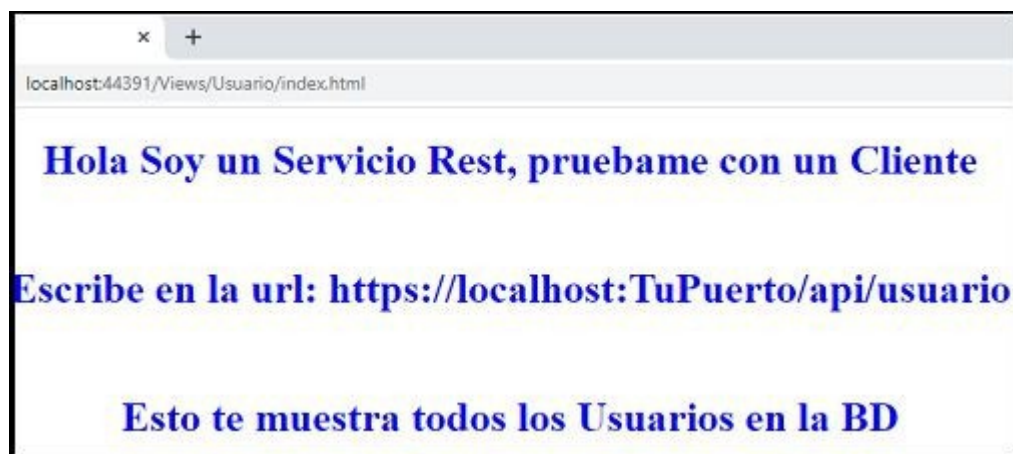 localhost:44391/Views/Usuario/index.html
Hola Soy un Servicio Rest, pruebame con un Cliente
Escribe en la url: https://localhost:TuPuerto/api/usuario
Esto te muestra todos los Usuarios en la BD